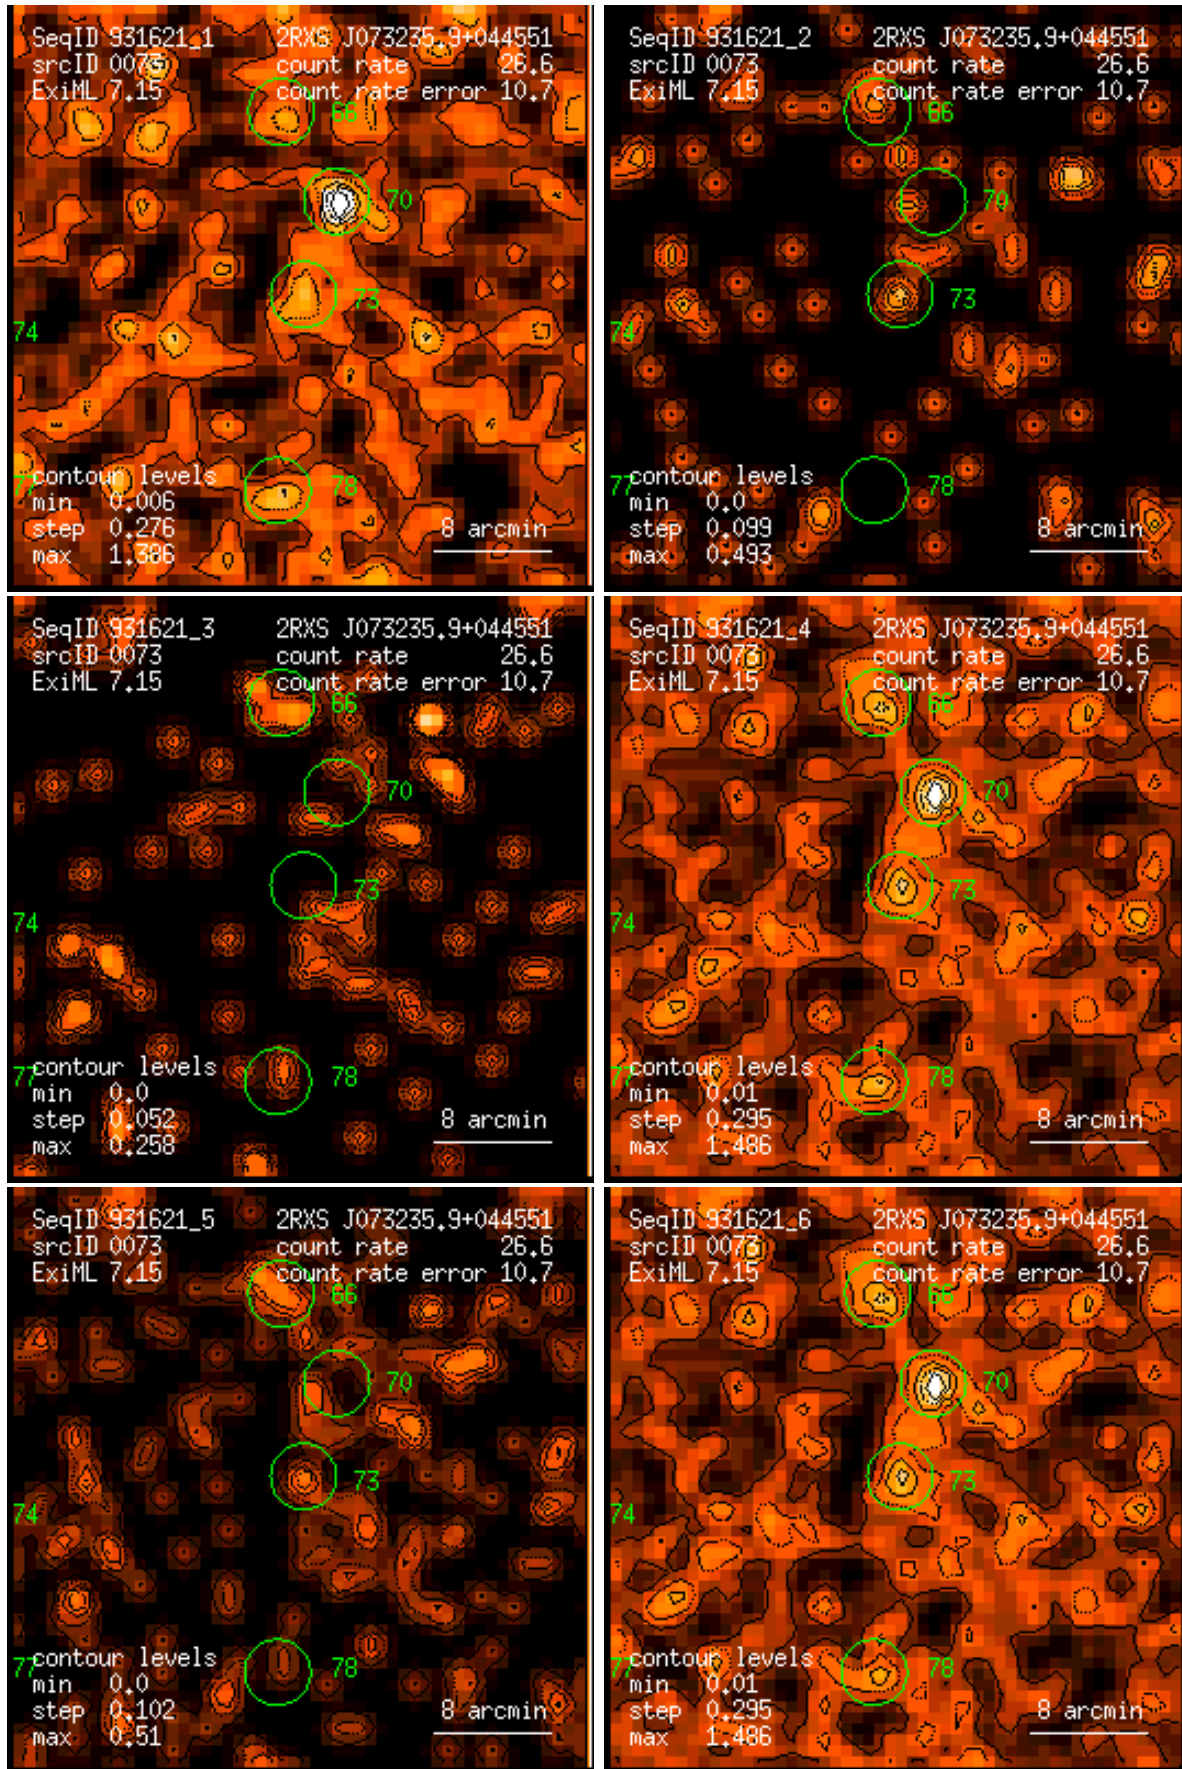 SeqID 931621_1 2RXS J073235.9+044551
srcID 0073 count rate 26.6
ExiML 7.15 count rate error 10.7
66
70
73
74
77
78
contour levels
min 0.006
step 0.276
max 1.386
8 arcmin
SeqID 931621_2 2RXS J073235.9+044551
srcID 0073 count rate 26.6
ExiML 7.15 count rate error 10.7
66
70
73
74
77
78
contour levels
min 0.0
step 0.099
max 0.493
8 arcmin
SeqID 931621_3 2RXS J073235.9+044551
srcID 0073 count rate 26.6
ExiML 7.15 count rate error 10.7
66
70
73
74
77
78
contour levels
min 0.0
step 0.052
max 0.258
8 arcmin
SeqID 931621_4 2RXS J073235.9+044551
srcID 0073 count rate 26.6
ExiML 7.15 count rate error 10.7
66
70
73
74
77
78
contour levels
min 0.01
step 0.295
max 1.486
8 arcmin
SeqID 931621_5 2RXS J073235.9+044551
srcID 0073 count rate 26.6
ExiML 7.15 count rate error 10.7
66
70
73
74
77
78
contour levels
min 0.0
step 0.102
max 0.51
8 arcmin
SeqID 931621_6 2RXS J073235.9+044551
srcID 0073 count rate 26.6
ExiML 7.15 count rate error 10.7
66
70
73
74
77
78
contour levels
min 0.01
step 0.295
max 1.486
8 arcmin